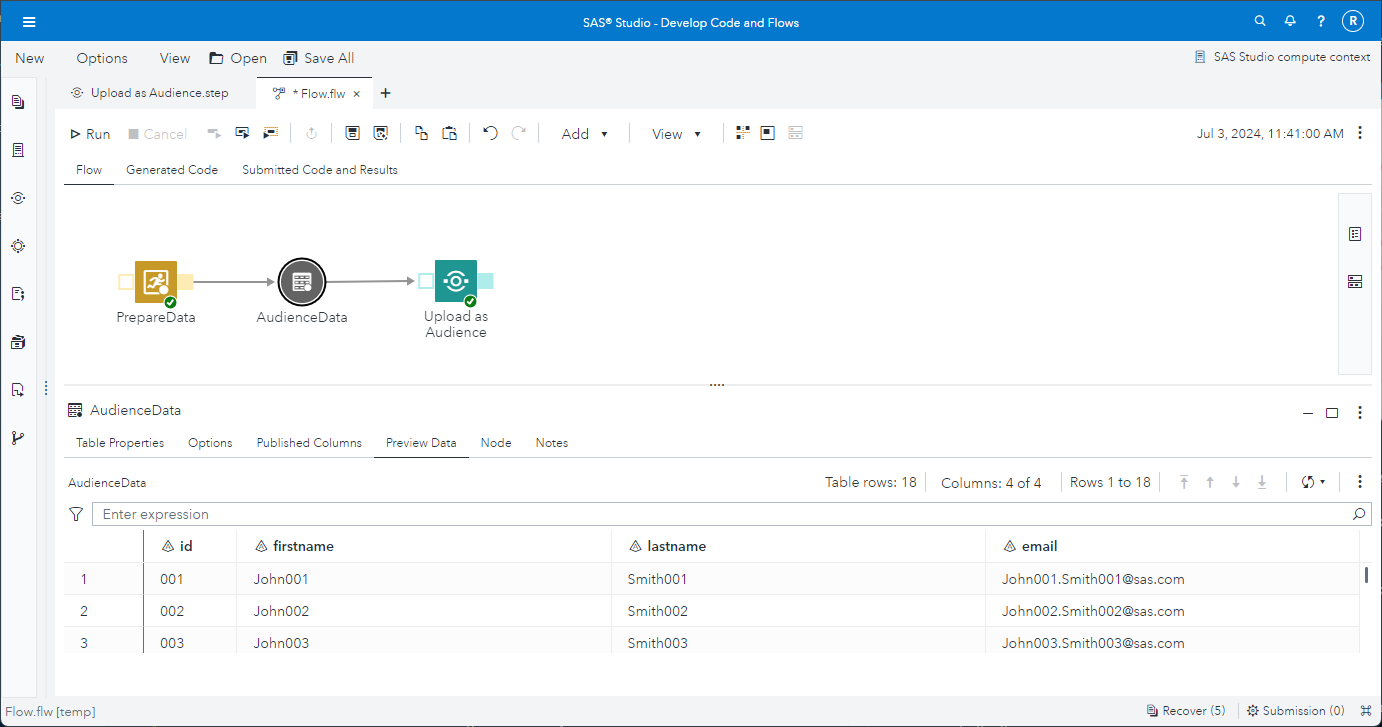 SAS® Studio - Develop Code and Flows
? R
New Options View Open Save All SAS Studio compute context
Upload as Audience.step * Flow.flw × +
Run Cancel Add View Jul 3, 2024, 11:41:00 AM
Flow Generated Code Submitted Code and Results
PrepareData AudienceData Upload as
Audience
AudienceData
Table Properties Options Published Columns Preview Data Node Notes
AudienceData Table rows: 18 Columns: 4 of 4 Rows 1 to 18
Enter expression
id firstname lastname email
1 001 John001 Smith001 John001.Smith001@sas.com
2 002 John002 Smith002 John002.Smith002@sas.com
3 003 John003 Smith003 John003.Smith003@sas.com
Flow.flw [temp] Recover (5) Submission (0)